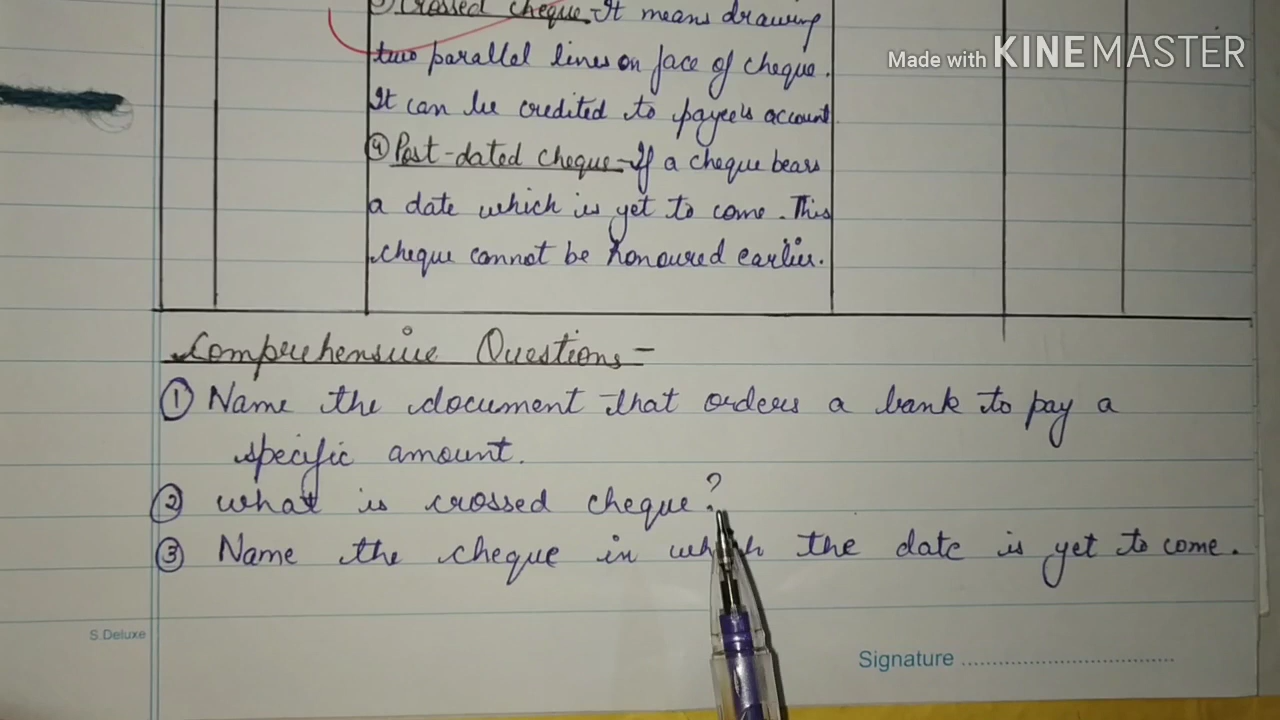 Crossed cheque - It means drawing
two parallel lines on face of cheque.
It can be credited to payee's account.
④ Post-dated cheque - If a cheque bears
a date which is yet to come. This
cheque cannot be honoured earlier.
Comprehensive Questions -
① Name the document that orders a bank to pay a
specific amount.
② what is crossed cheque?
③ Name the cheque in which the date is yet to come.
S.Deluxe
Signature ........................................
Made with KINEMASTER